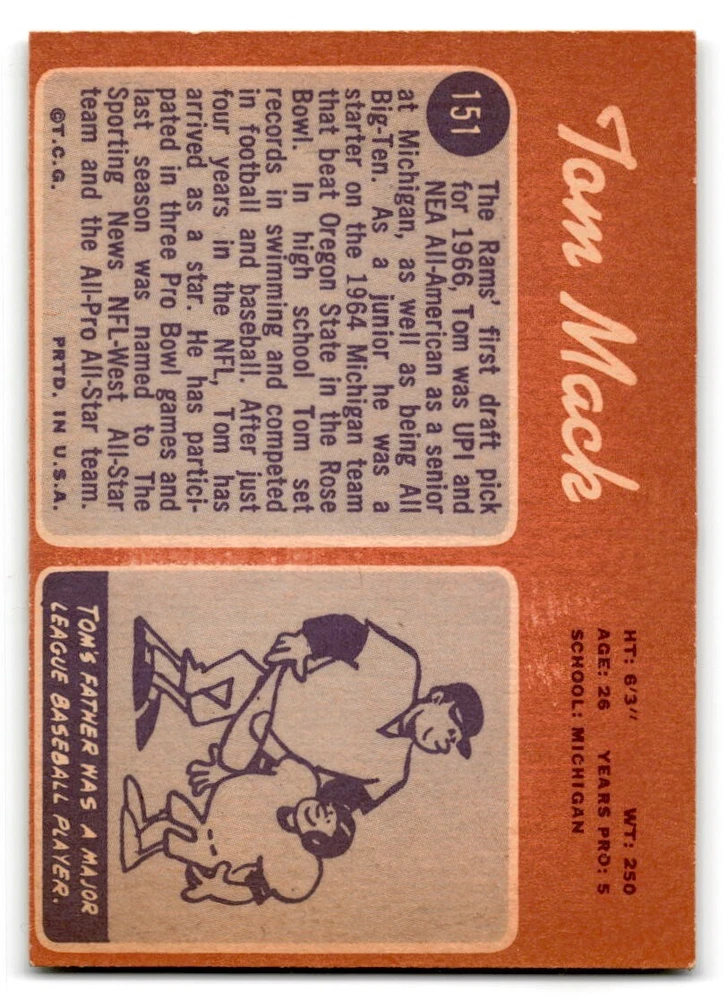 Tom Mack
HT: 6'3" WT: 250
AGE: 26 YEARS PRO: 5
SCHOOL: MICHIGAN
151
The Rams' first draft pick
for 1966, Tom was UPI and
NEA All-American as a senior
at Michigan, as well as being All
Big-Ten. As a junior he was a
starter on the 1964 Michigan team
that beat Oregon State in the Rose
Bowl. In high school Tom set
records in swimming and competed
in football and baseball. After just
four years in the NFL, Tom has
arrived as a star. He has partici-
pated in three Pro Bowl games and
last season was named to The
Sporting News NFL-West All-Star
team and the All-Pro All-Star team.
©T.C.G. PRTD. IN U.S.A.
TOM'S FATHER WAS A MAJOR
LEAGUE BASEBALL PLAYER.